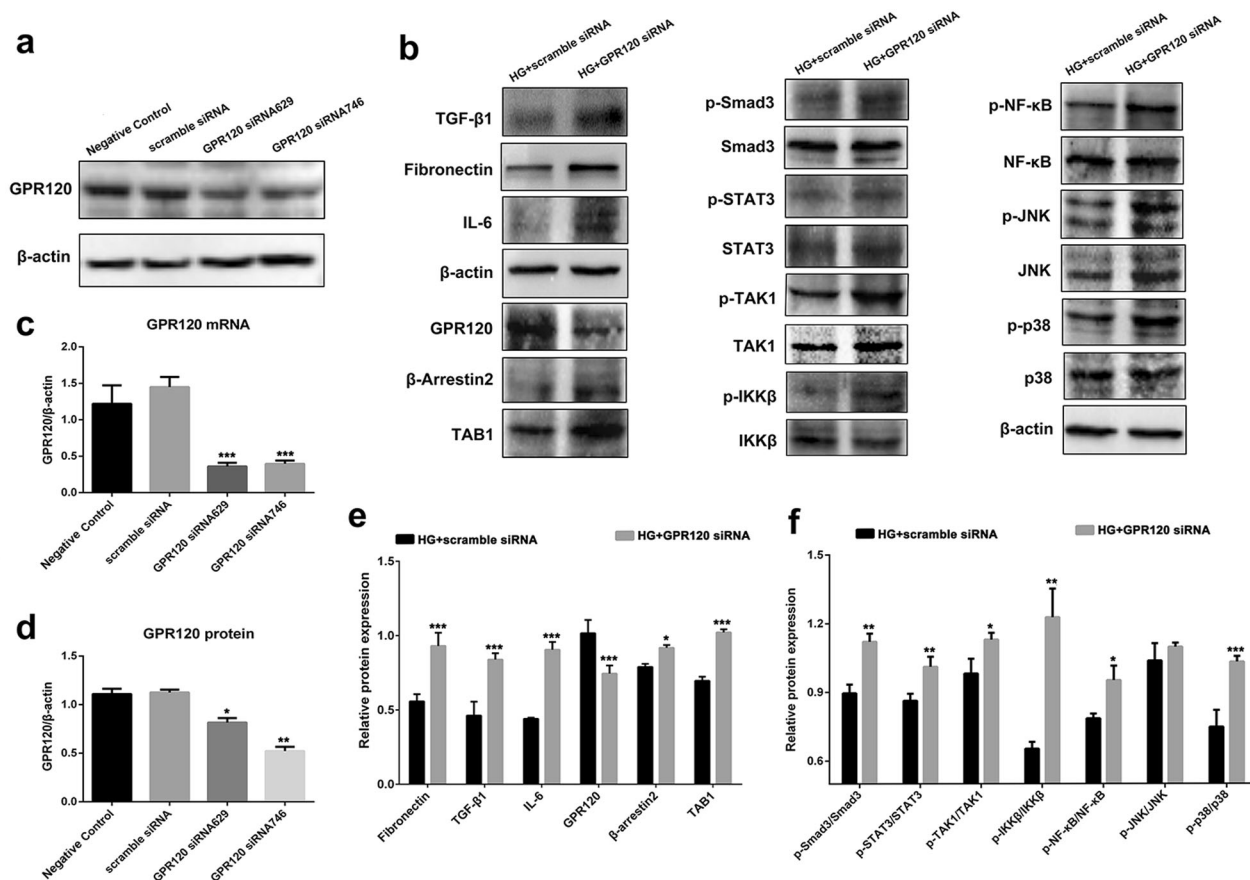 a
Negative Control
scramble siRNA
GPR120 siRNA629
GPR120 siRNA746
GPR120
β-actin
b
HG+scramble siRNA
HG+GPR120 siRNA
TGF-β1
Fibronectin
IL-6
β-actin
GPR120
β-Arrestin2
TAB1
HG+scramble siRNA
HG+GPR120 siRNA
p-Smad3
Smad3
p-STAT3
STAT3
p-TAK1
TAK1
p-IKKβ
IKKβ
HG+scramble siRNA
HG+GPR120 siRNA
p-NF-κB
NF-κB
p-JNK
JNK
p-p38
p38
β-actin
c
GPR120 mRNA
GPR120/β-actin
2.0
1.5
1.0
0.5
0.0
***
***
Negative Control
scramble siRNA
GPR120 siRNA629
GPR120 siRNA746
d
GPR120 protein
GPR120/β-actin
1.5
1.0
0.5
0.0
*
**
Negative Control
scramble siRNA
GPR120 siRNA629
GPR120 siRNA746
e
HG+scramble siRNA
HG+GPR120 siRNA
Relative protein expression
1.5
1.0
0.5
0.0
***
***
***
***
*
***
Fibronectin
TGF-β1
IL-6
GPR120
β-arrestin2
TAB1
f
HG+scramble siRNA
HG+GPR120 siRNA
Relative protein expression
1.5
1.2
0.9
0.6
**
**
*
**
*
***
p-Smad3/Smad3
p-STAT3/STAT3
p-TAK1/TAK1
p-IKKβ/IKKβ
p-NF-κB/NF-κB
p-JNK/JNK
p-p38/p38